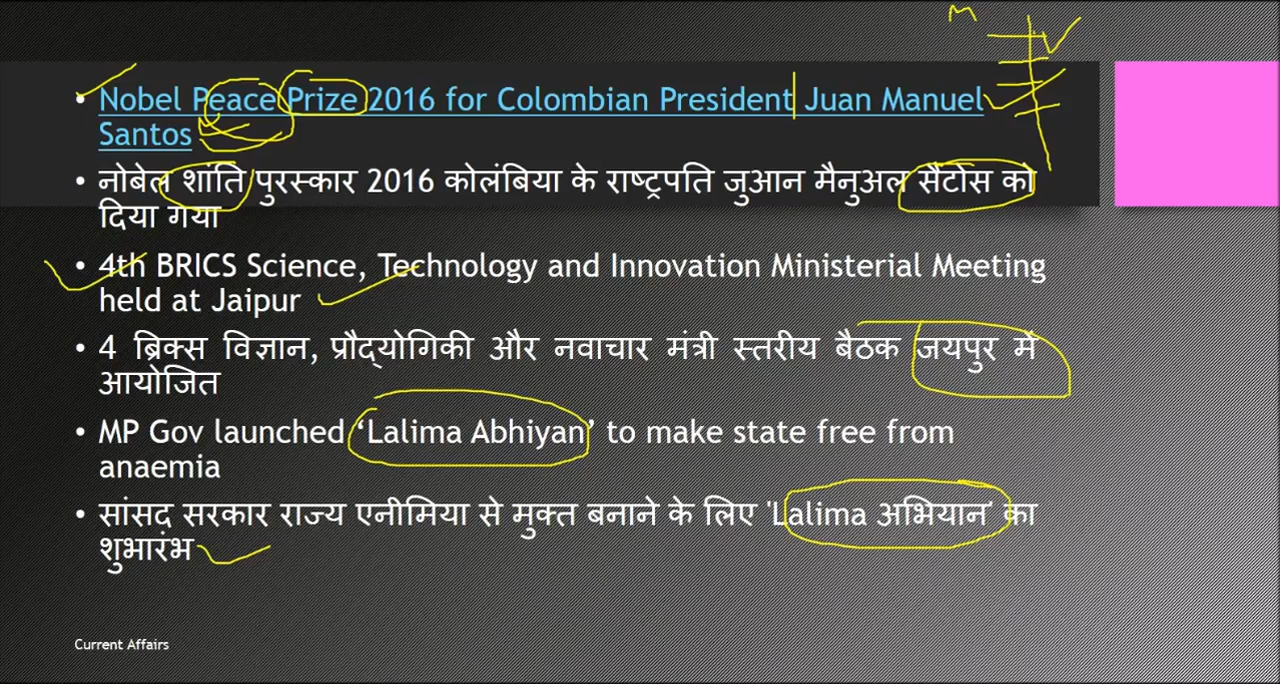 • Nobel Peace Prize 2016 for Colombian President Juan Manuel
Santos
• नोबेल शांति पुरस्कार 2016 कोलंबिया के राष्ट्रपति जुआन मैनुअल सैंटोस को
दिया गया
• 4th BRICS Science, Technology and Innovation Ministerial Meeting
held at Jaipur
• 4 ब्रिक्स विज्ञान, प्रौद्योगिकी और नवाचार मंत्री स्तरीय बैठक जयपुर में
आयोजित
• MP Gov launched ‘Lalima Abhiyan’ to make state free from
anaemia
• सांसद सरकार राज्य एनीमिया से मुक्त बनाने के लिए 'Lalima अभियान' का
शुभारंभ
Current Affairs